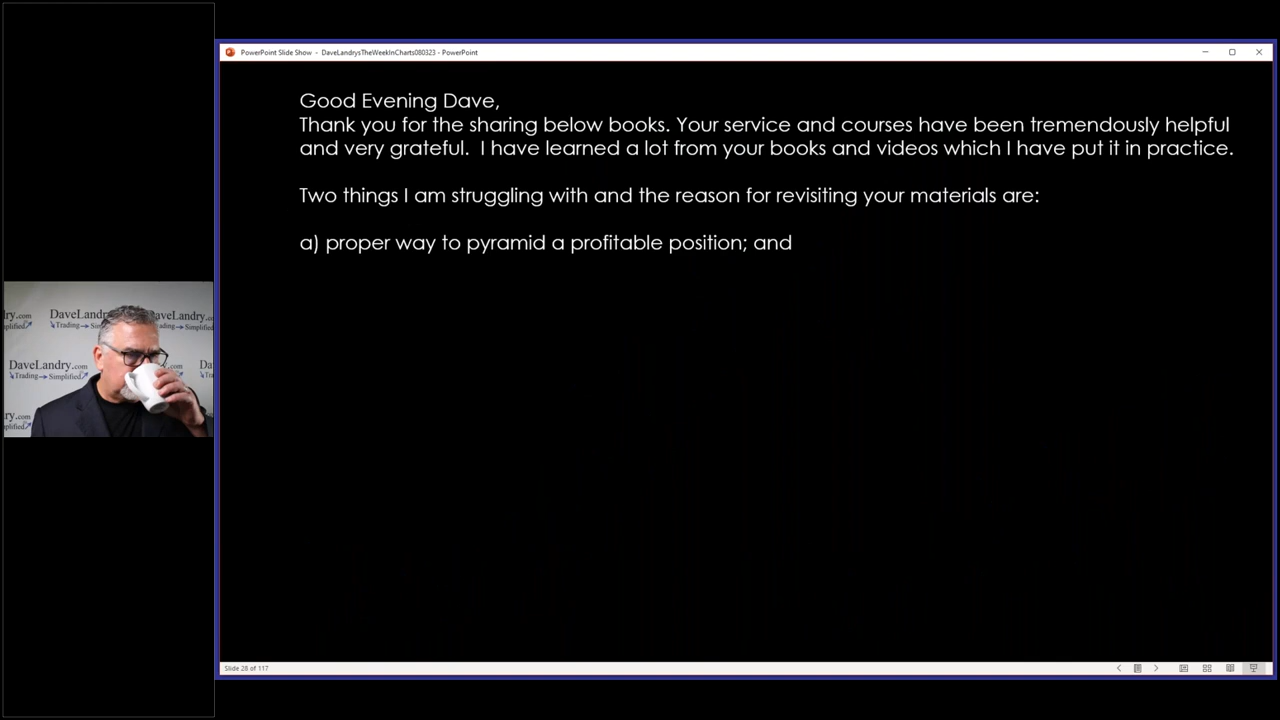 PowerPoint Slide Show - DaveLandrysTheWeekInCharts080323 - PowerPoint
Good Evening Dave,
Thank you for the sharing below books. Your service and courses have been tremendously helpful
and very grateful. I have learned a lot from your books and videos which I have put it in practice.
Two things I am struggling with and the reason for revisiting your materials are:
a) proper way to pyramid a profitable position; and
DaveLandry
Trading Simplified
DaveLandry.com
Trading Simplified
Slide 28 of 117